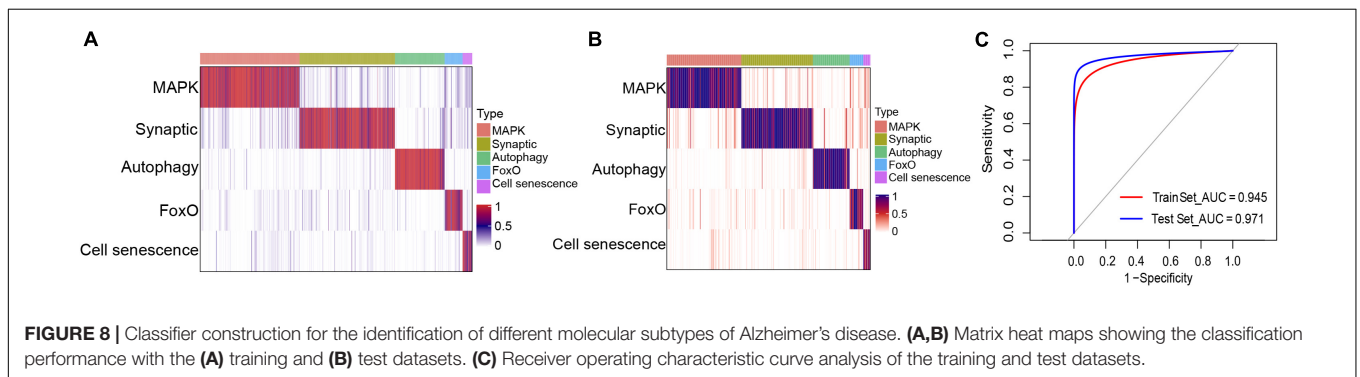 A
MAPK
Synaptic
Autophagy
FoxO
Cell senescence
Type
MAPK
Synaptic
Autophagy
FoxO
Cell senescence
1
0.5
0
B
MAPK
Synaptic
Autophagy
FoxO
Cell senescence
Type
MAPK
Synaptic
Autophagy
FoxO
Cell senescence
1
0.5
0
C
Sensitivity
1.0
0.8
0.6
0.4
0.2
0.0
TrainSet_AUC = 0.945
Test Set_AUC = 0.971
0.0 0.2 0.4 0.6 0.8 1.0
1-Specificity
FIGURE 8 | Classifier construction for the identification of different molecular subtypes of Alzheimer's disease. (A,B) Matrix heat maps showing the classification
performance with the (A) training and (B) test datasets. (C) Receiver operating characteristic curve analysis of the training and test datasets.